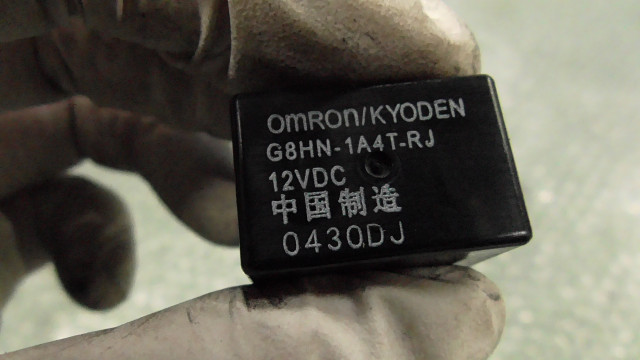 omRon/KYODEN
G8HN-1A4T-RJ
12VDC
中国制造
0430DJ